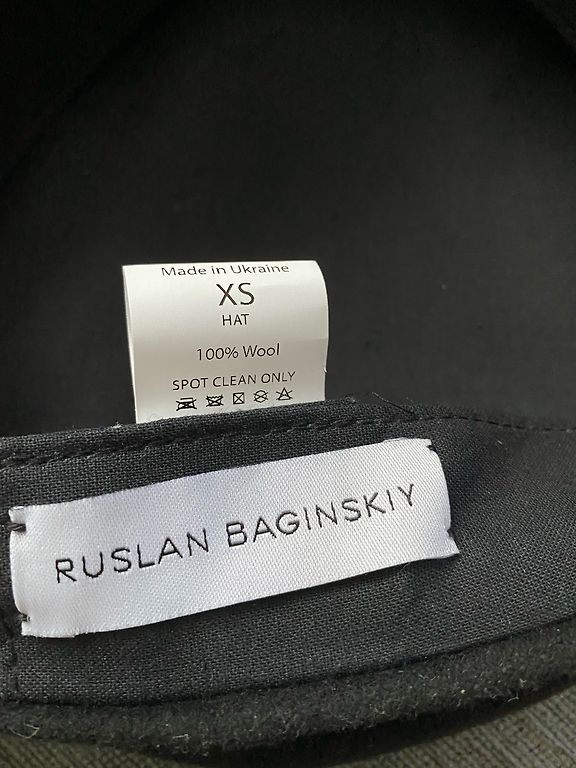 Made in Ukraine
XS
HAT
100% Wool
SPOT CLEAN ONLY
RUSLAN BAGINSKIY